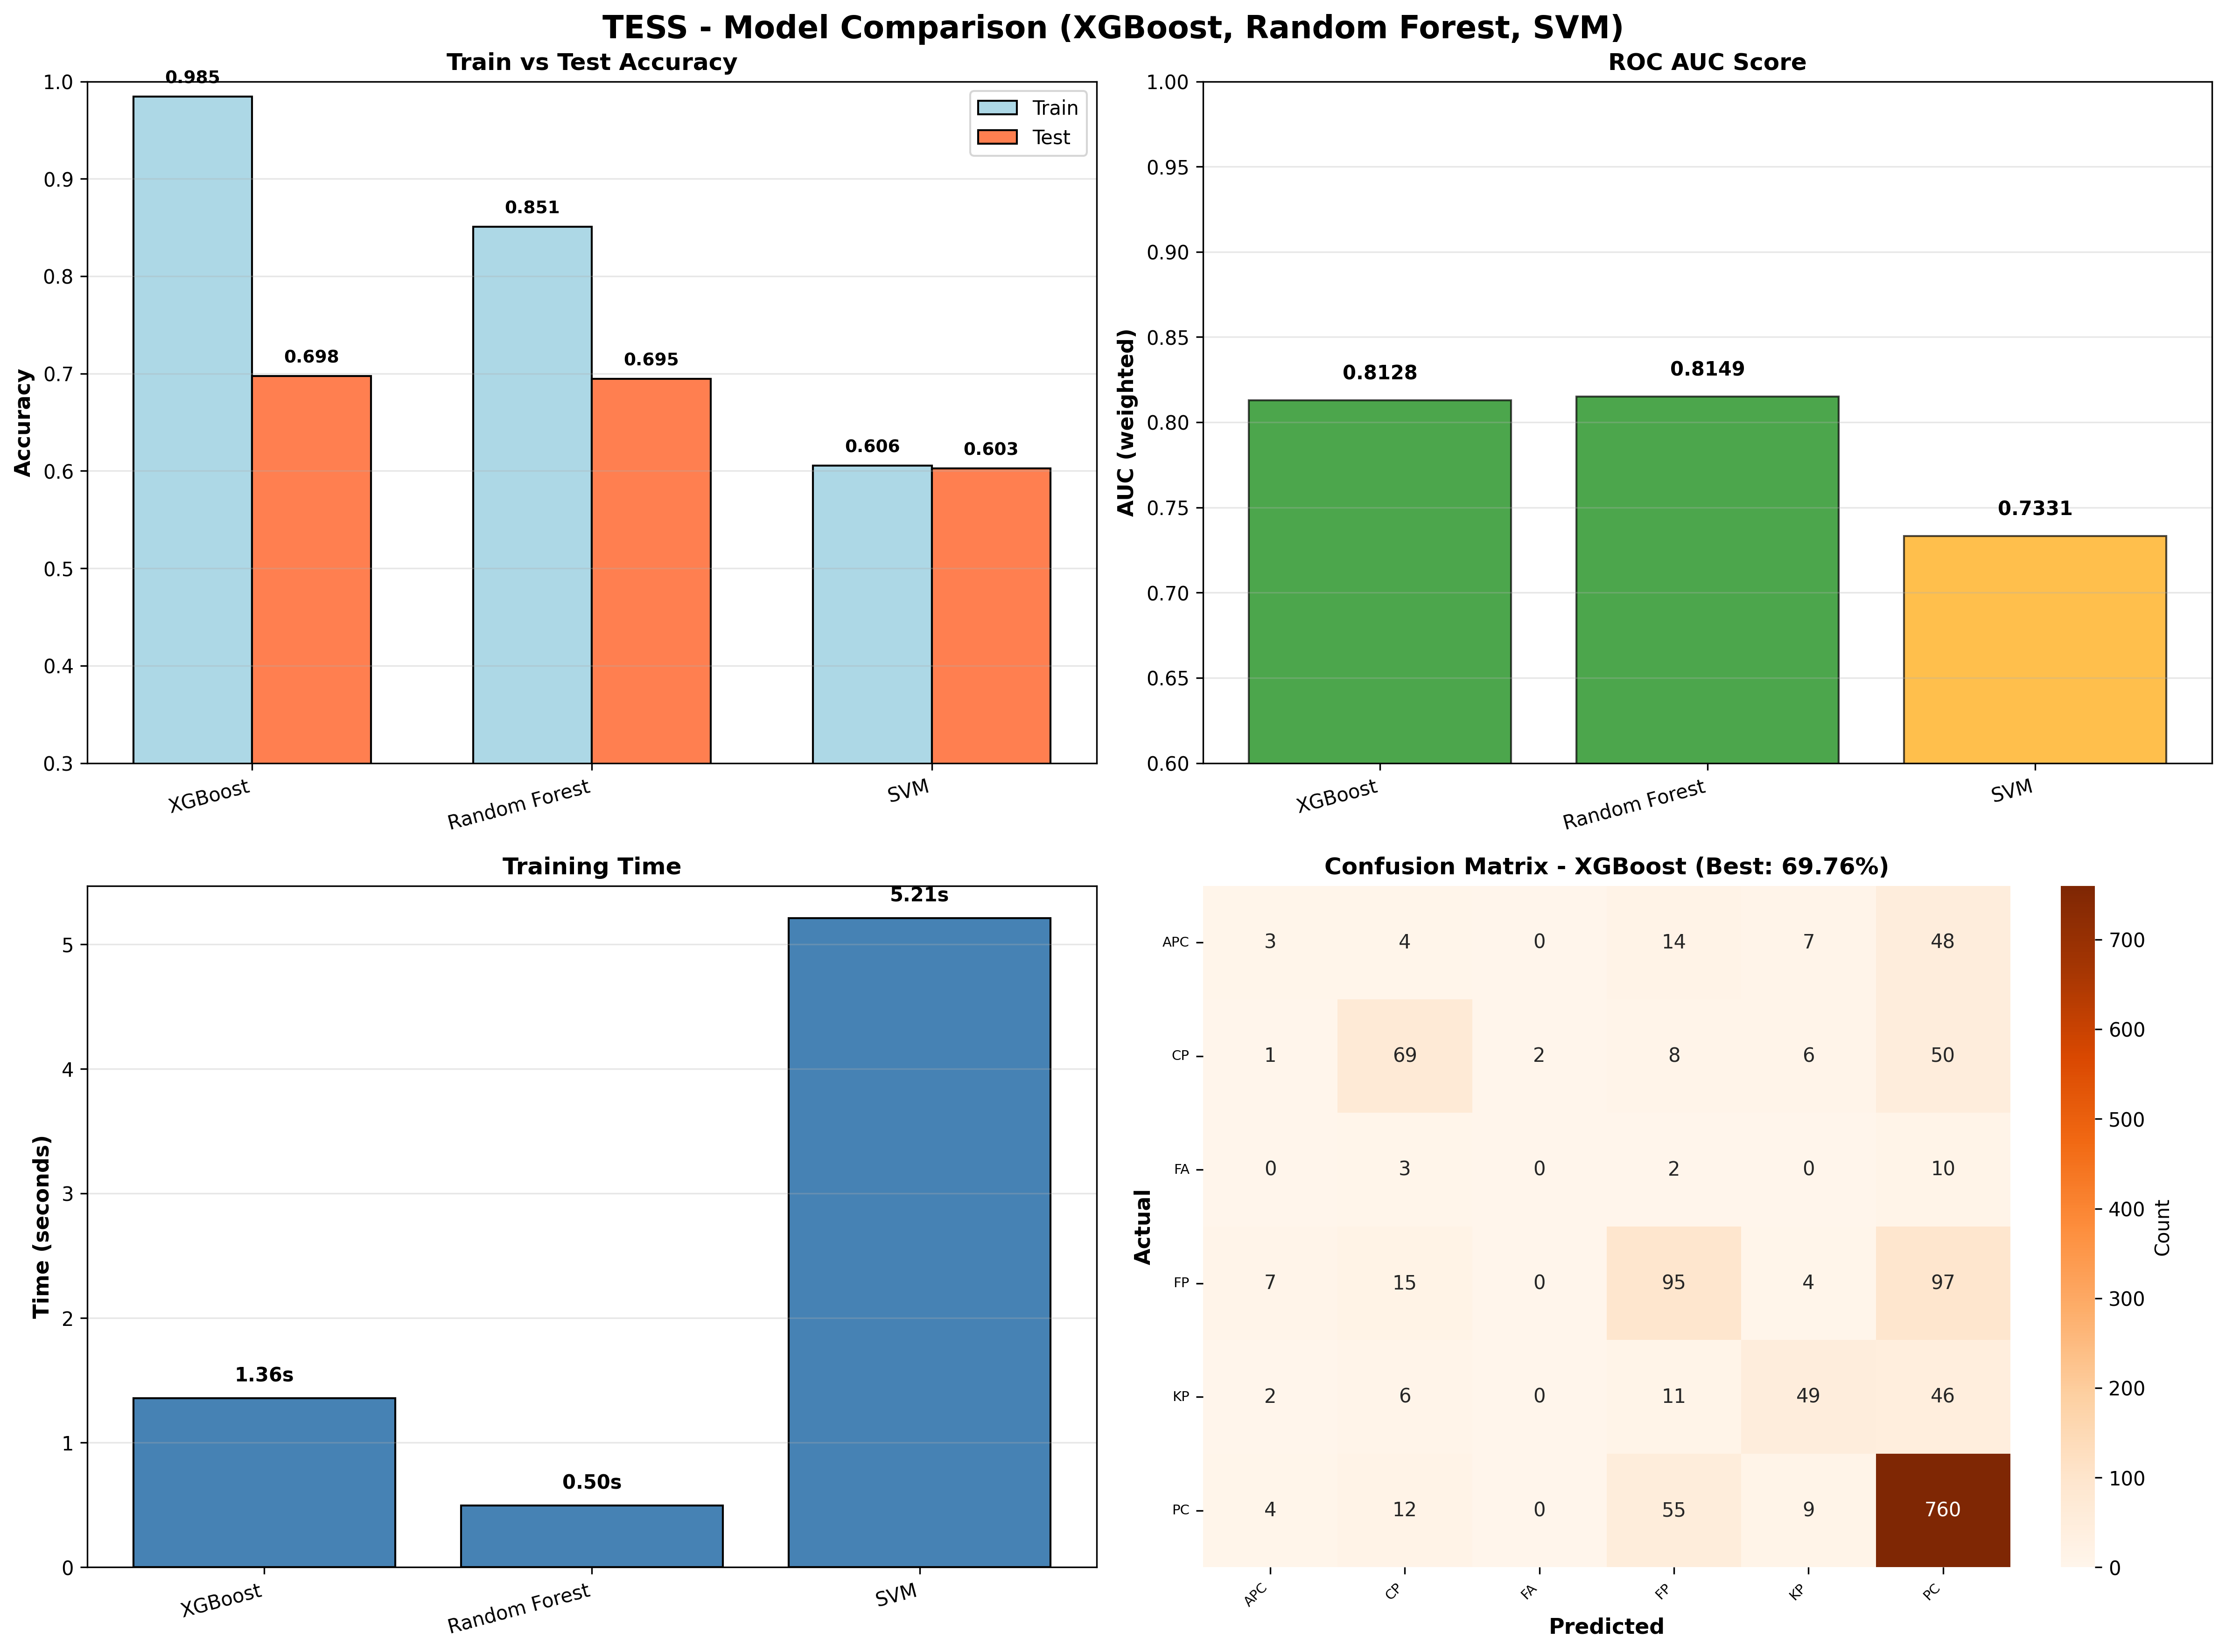 TESS - Model Comparison (XGBoost, Random Forest, SVM)
Train vs Test Accuracy
0.985
1.0
0.9
0.8
0.7
0.6
0.5
0.4
0.3
Accuracy
Train
Test
0.698
0.851
0.695
0.606
0.603
XGBoost
Random Forest
SVM
ROC AUC Score
1.00
0.95
0.90
0.85
0.80
0.75
0.70
0.65
0.60
AUC (weighted)
0.8128
0.8149
0.7331
XGBoost
Random Forest
SVM
Training Time
5
4
3
2
1
0
Time (seconds)
1.36s
0.50s
5.21s
XGBoost
Random Forest
SVM
Confusion Matrix - XGBoost (Best: 69.76%)
Actual
APC 3 4 0 14 7 48
CP 1 69 2 8 6 50
FA 0 3 0 2 0 10
FP 7 15 0 95 4 97
KP 2 6 0 11 49 46
PC 4 12 0 55 9 760
APC CP FA FP KP PC
Predicted
700
600
500
400
300
200
100
0
Count